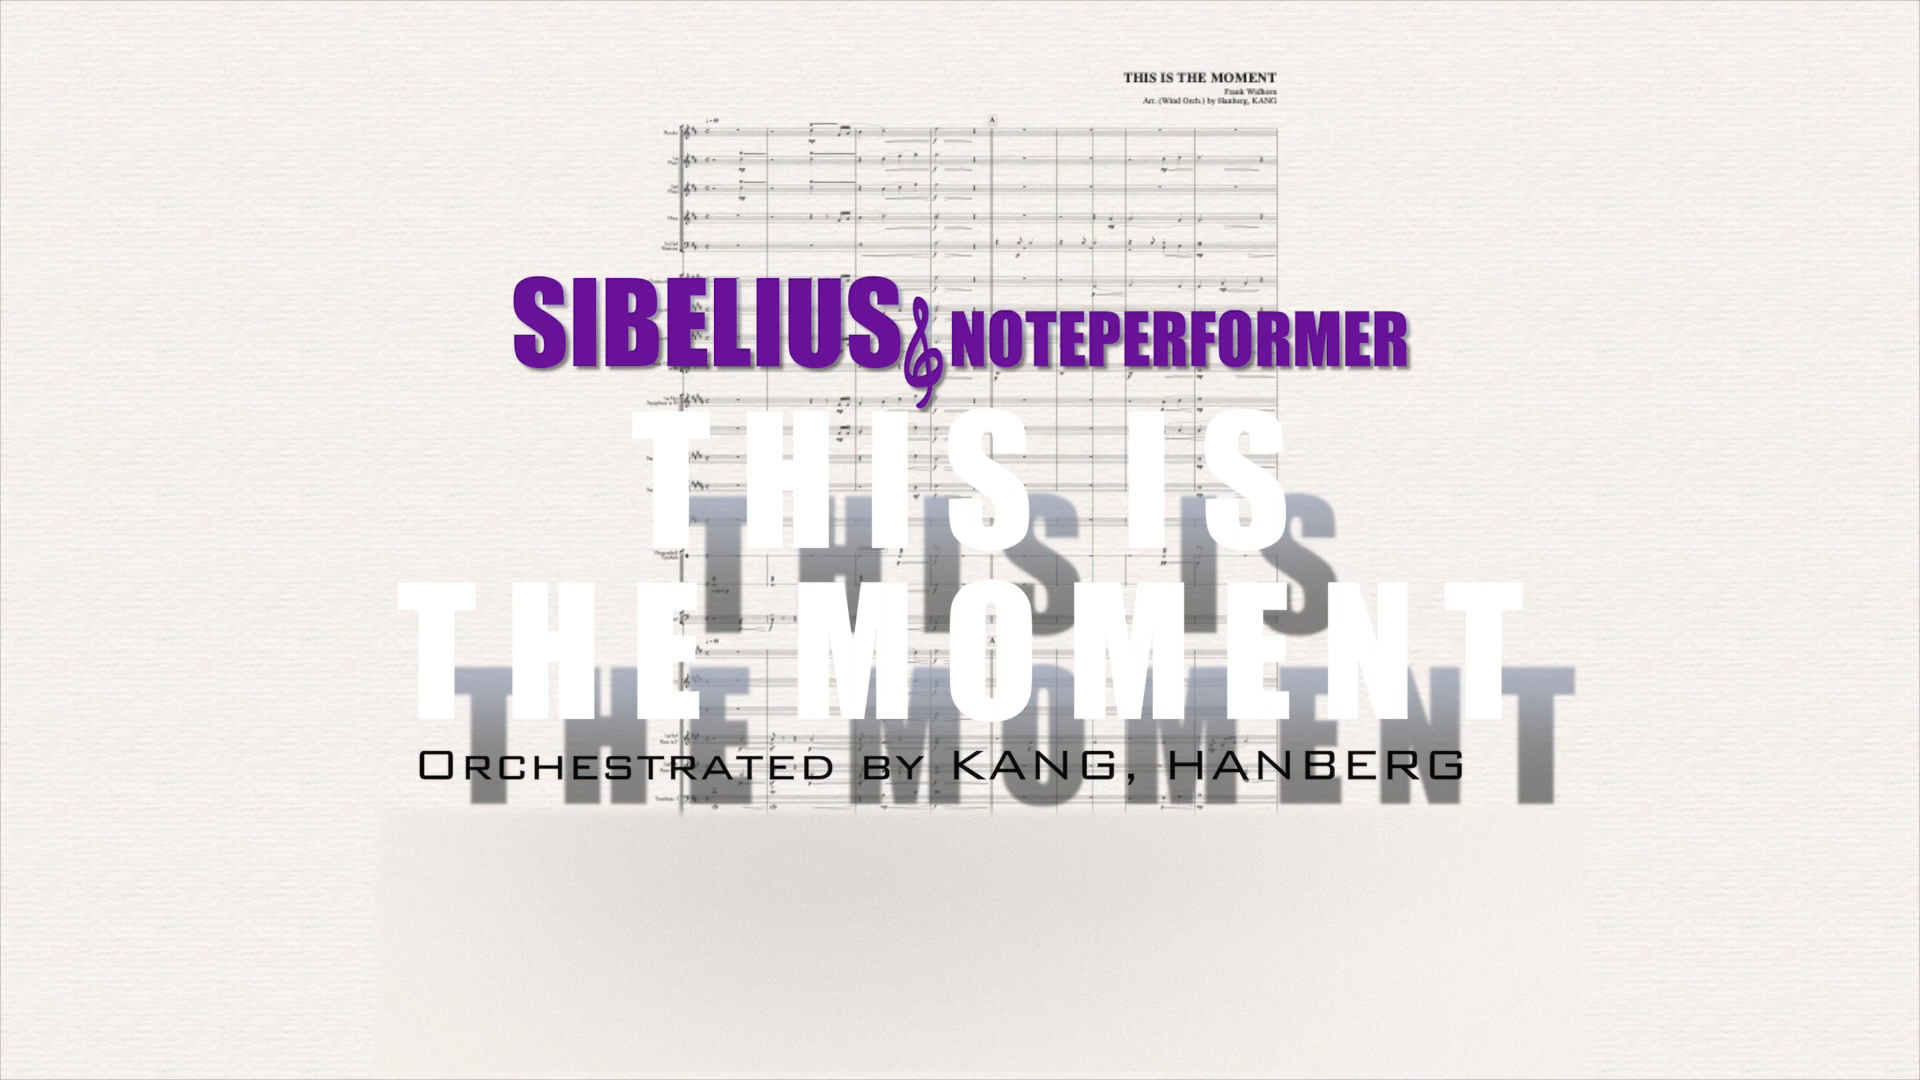 THIS IS THE MOMENT
Frank Widhorn
Arr. (Wind Orch.) by Hanberg, KANG
A
SIBELIUS NOTEPERFORMER
THIS IS
THE MOMENT
Orchestrated by KANG, HANBERG
A